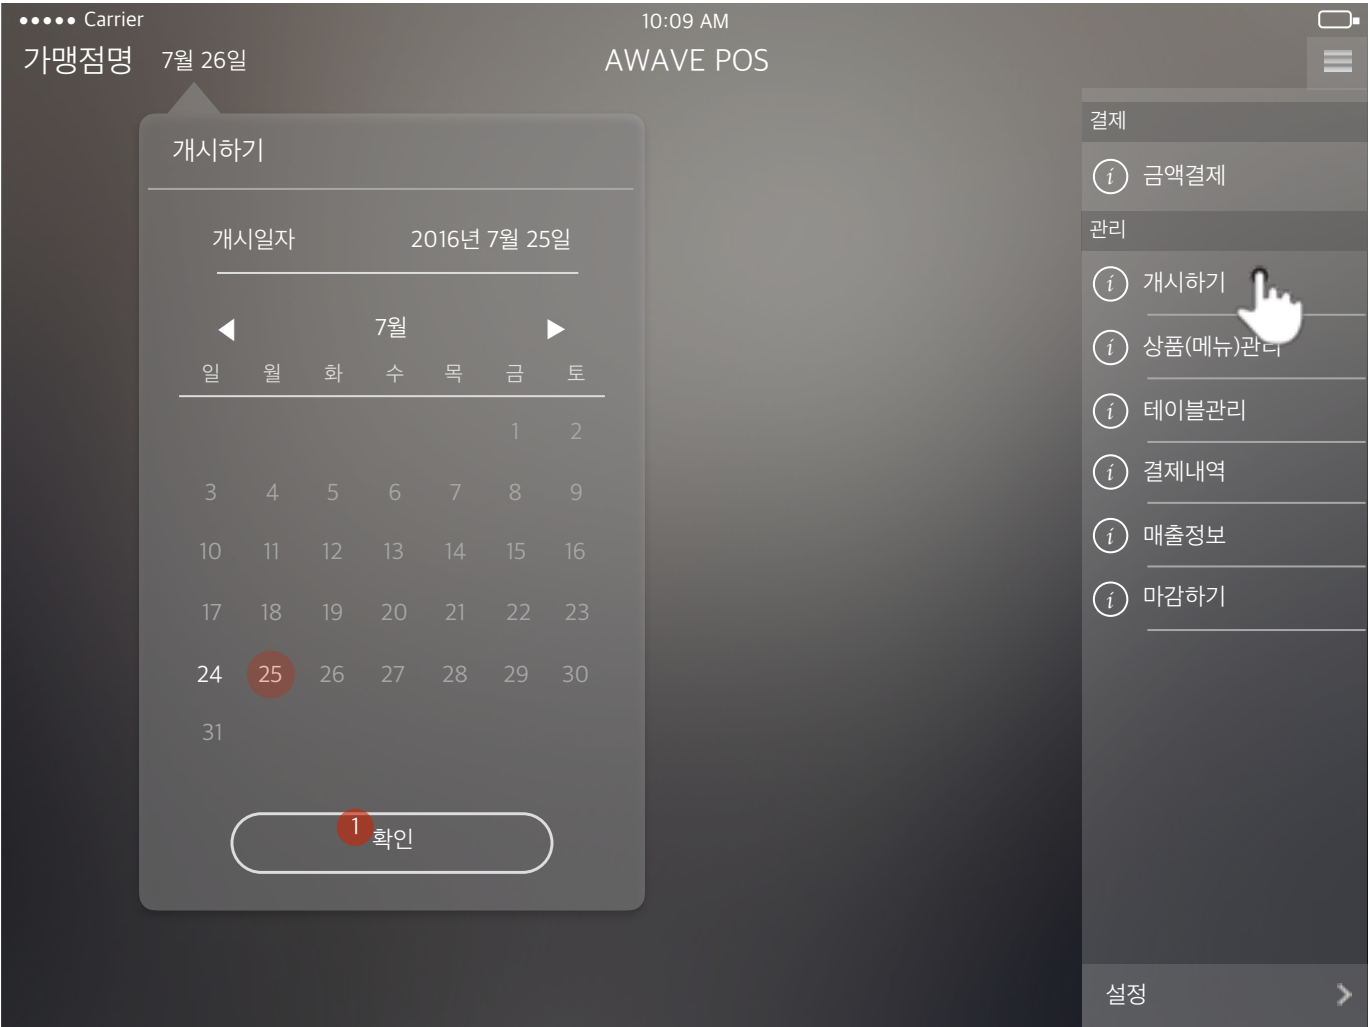 Carrier
10:09 AM
가맹점명 7월 26일
AWAVE POS
개시하기
개시일자 2016년 7월 25일
7월
일 월 화 수 목 금 토
1 2
3 4 5 6 7 8 9
10 11 12 13 14 15 16
17 18 19 20 21 22 23
24 25 26 27 28 29 30
31
1 확인
결제
i 금액결제
관리
i 개시하기
i 상품(메뉴)관리
i 테이블관리
i 결제내역
i 매출정보
i 마감하기
설정